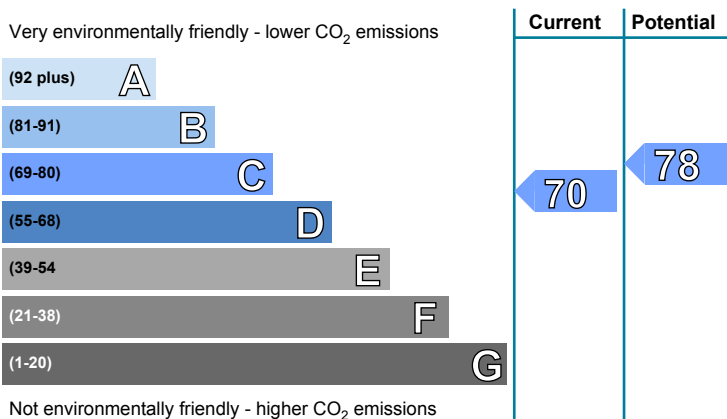 Very environmentally friendly - lower CO2 emissions
Current Potential
(92 plus) A
(81-91) B
(69-80) C
78
(55-68) D
70
(39-54 E
(21-38) F
(1-20) G
Not environmentally friendly - higher CO2 emissions